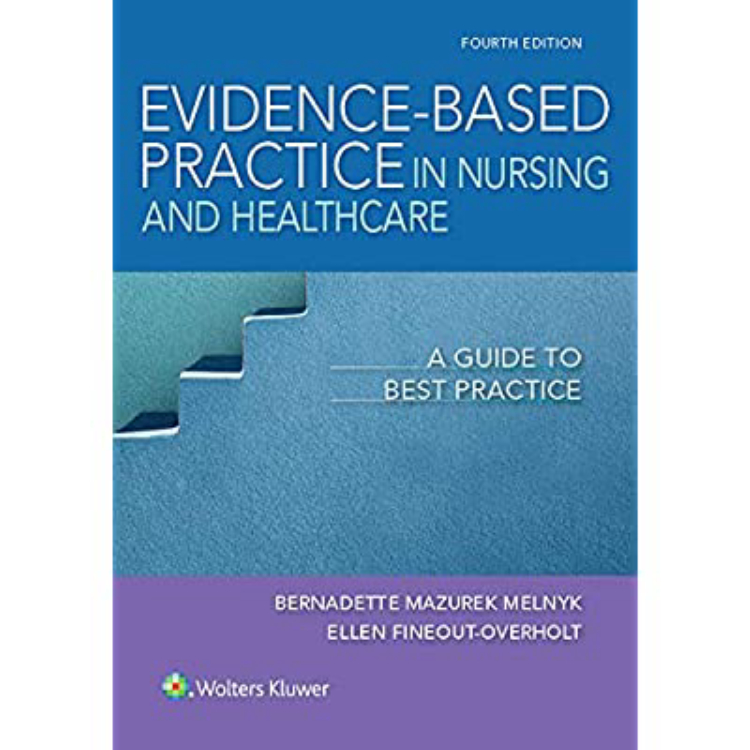 FOURTH EDITION
EVIDENCE-BASED
PRACTICE IN NURSING
AND HEALTHCARE
A GUIDE TO
BEST PRACTICE
BERNADETTE MAZUREK MELNYK
ELLEN FINEOUT-OVERHOLT
Wolters Kluwer